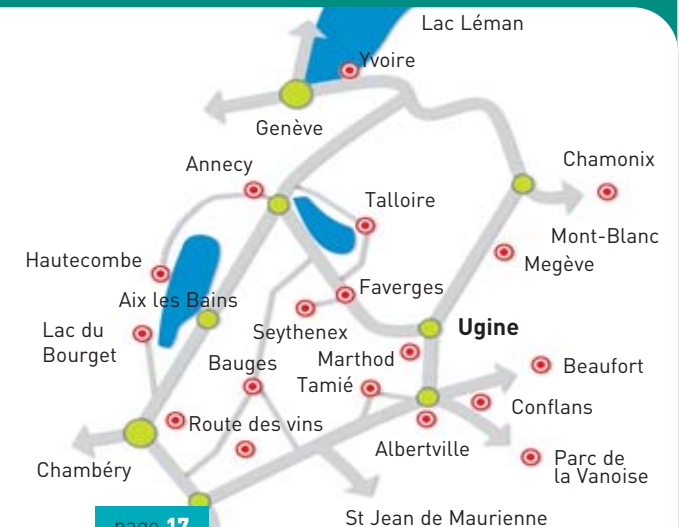 Lac Léman
Yvoire
Genève
Annecy
Chamonix
Talloire
Mont-Blanc
Hautecombe
Megève
Aix les Bains
Faverges
Lac du
Bourget
Seythenex
Ugine
Bauges
Marthod
Beaufort
Tamié
Conflans
Route des vins
Albertville
Chambéry
Parc de
la Vanoise
St Jean de Maurienne
page 17